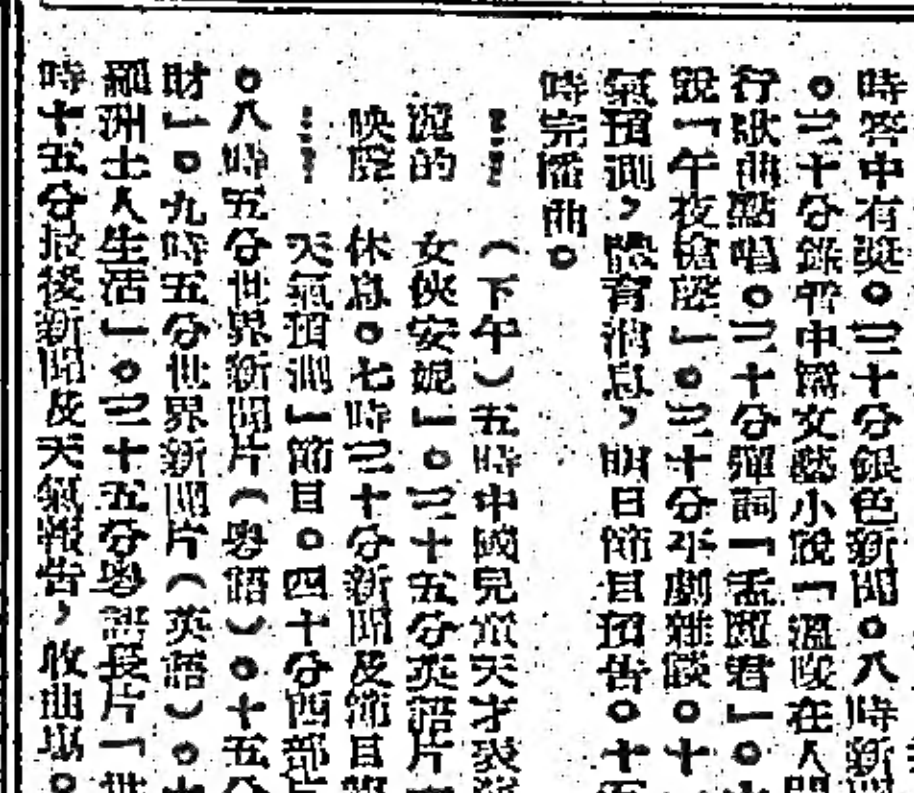 時答中有獎。三十分銀色新聞。八時新
。三十分錄音中篇文藝小說「溫暖在人間
行歌曲點唱。三十分彈詞「孟麗君」。
說「午夜槍聲」。三十分平劇雜談。十
氣預測，體育消息，明日節目預告。十
時完播曲。
（下午）五時中國兒童天才表
麗的 女俠安妮」。三十五分英語片
映聲 休息。七時三十分新聞及節目
天氣預測」節目。四十分西部片
。八時五分世界新聞片（粵語）。十五分
財」。九時五分世界新聞片（英語）。
羅洲土人生活」。三十五分粵語長片「
時十五分最後新聞及天氣報告，收曲